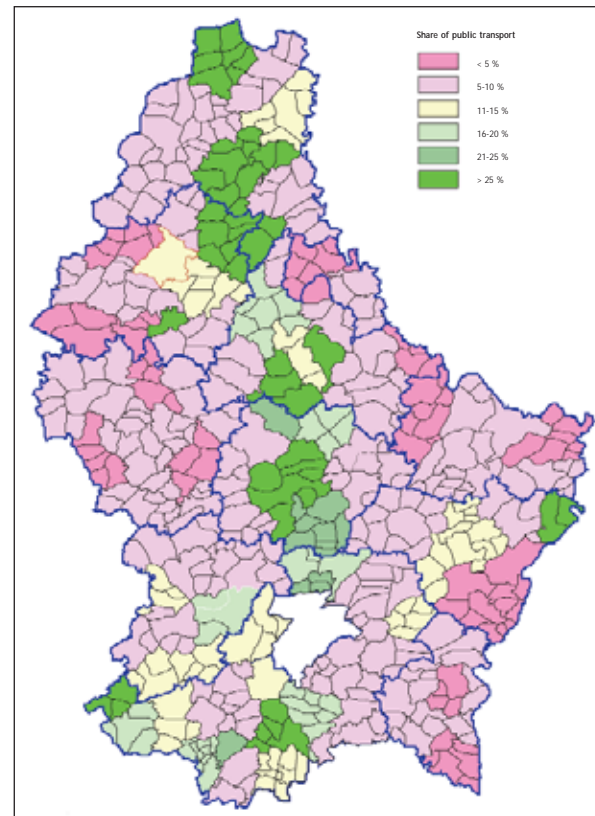 Share of public transport
< 5 %
5-10 %
11-15 %
16-20 %
21-25 %
> 25 %